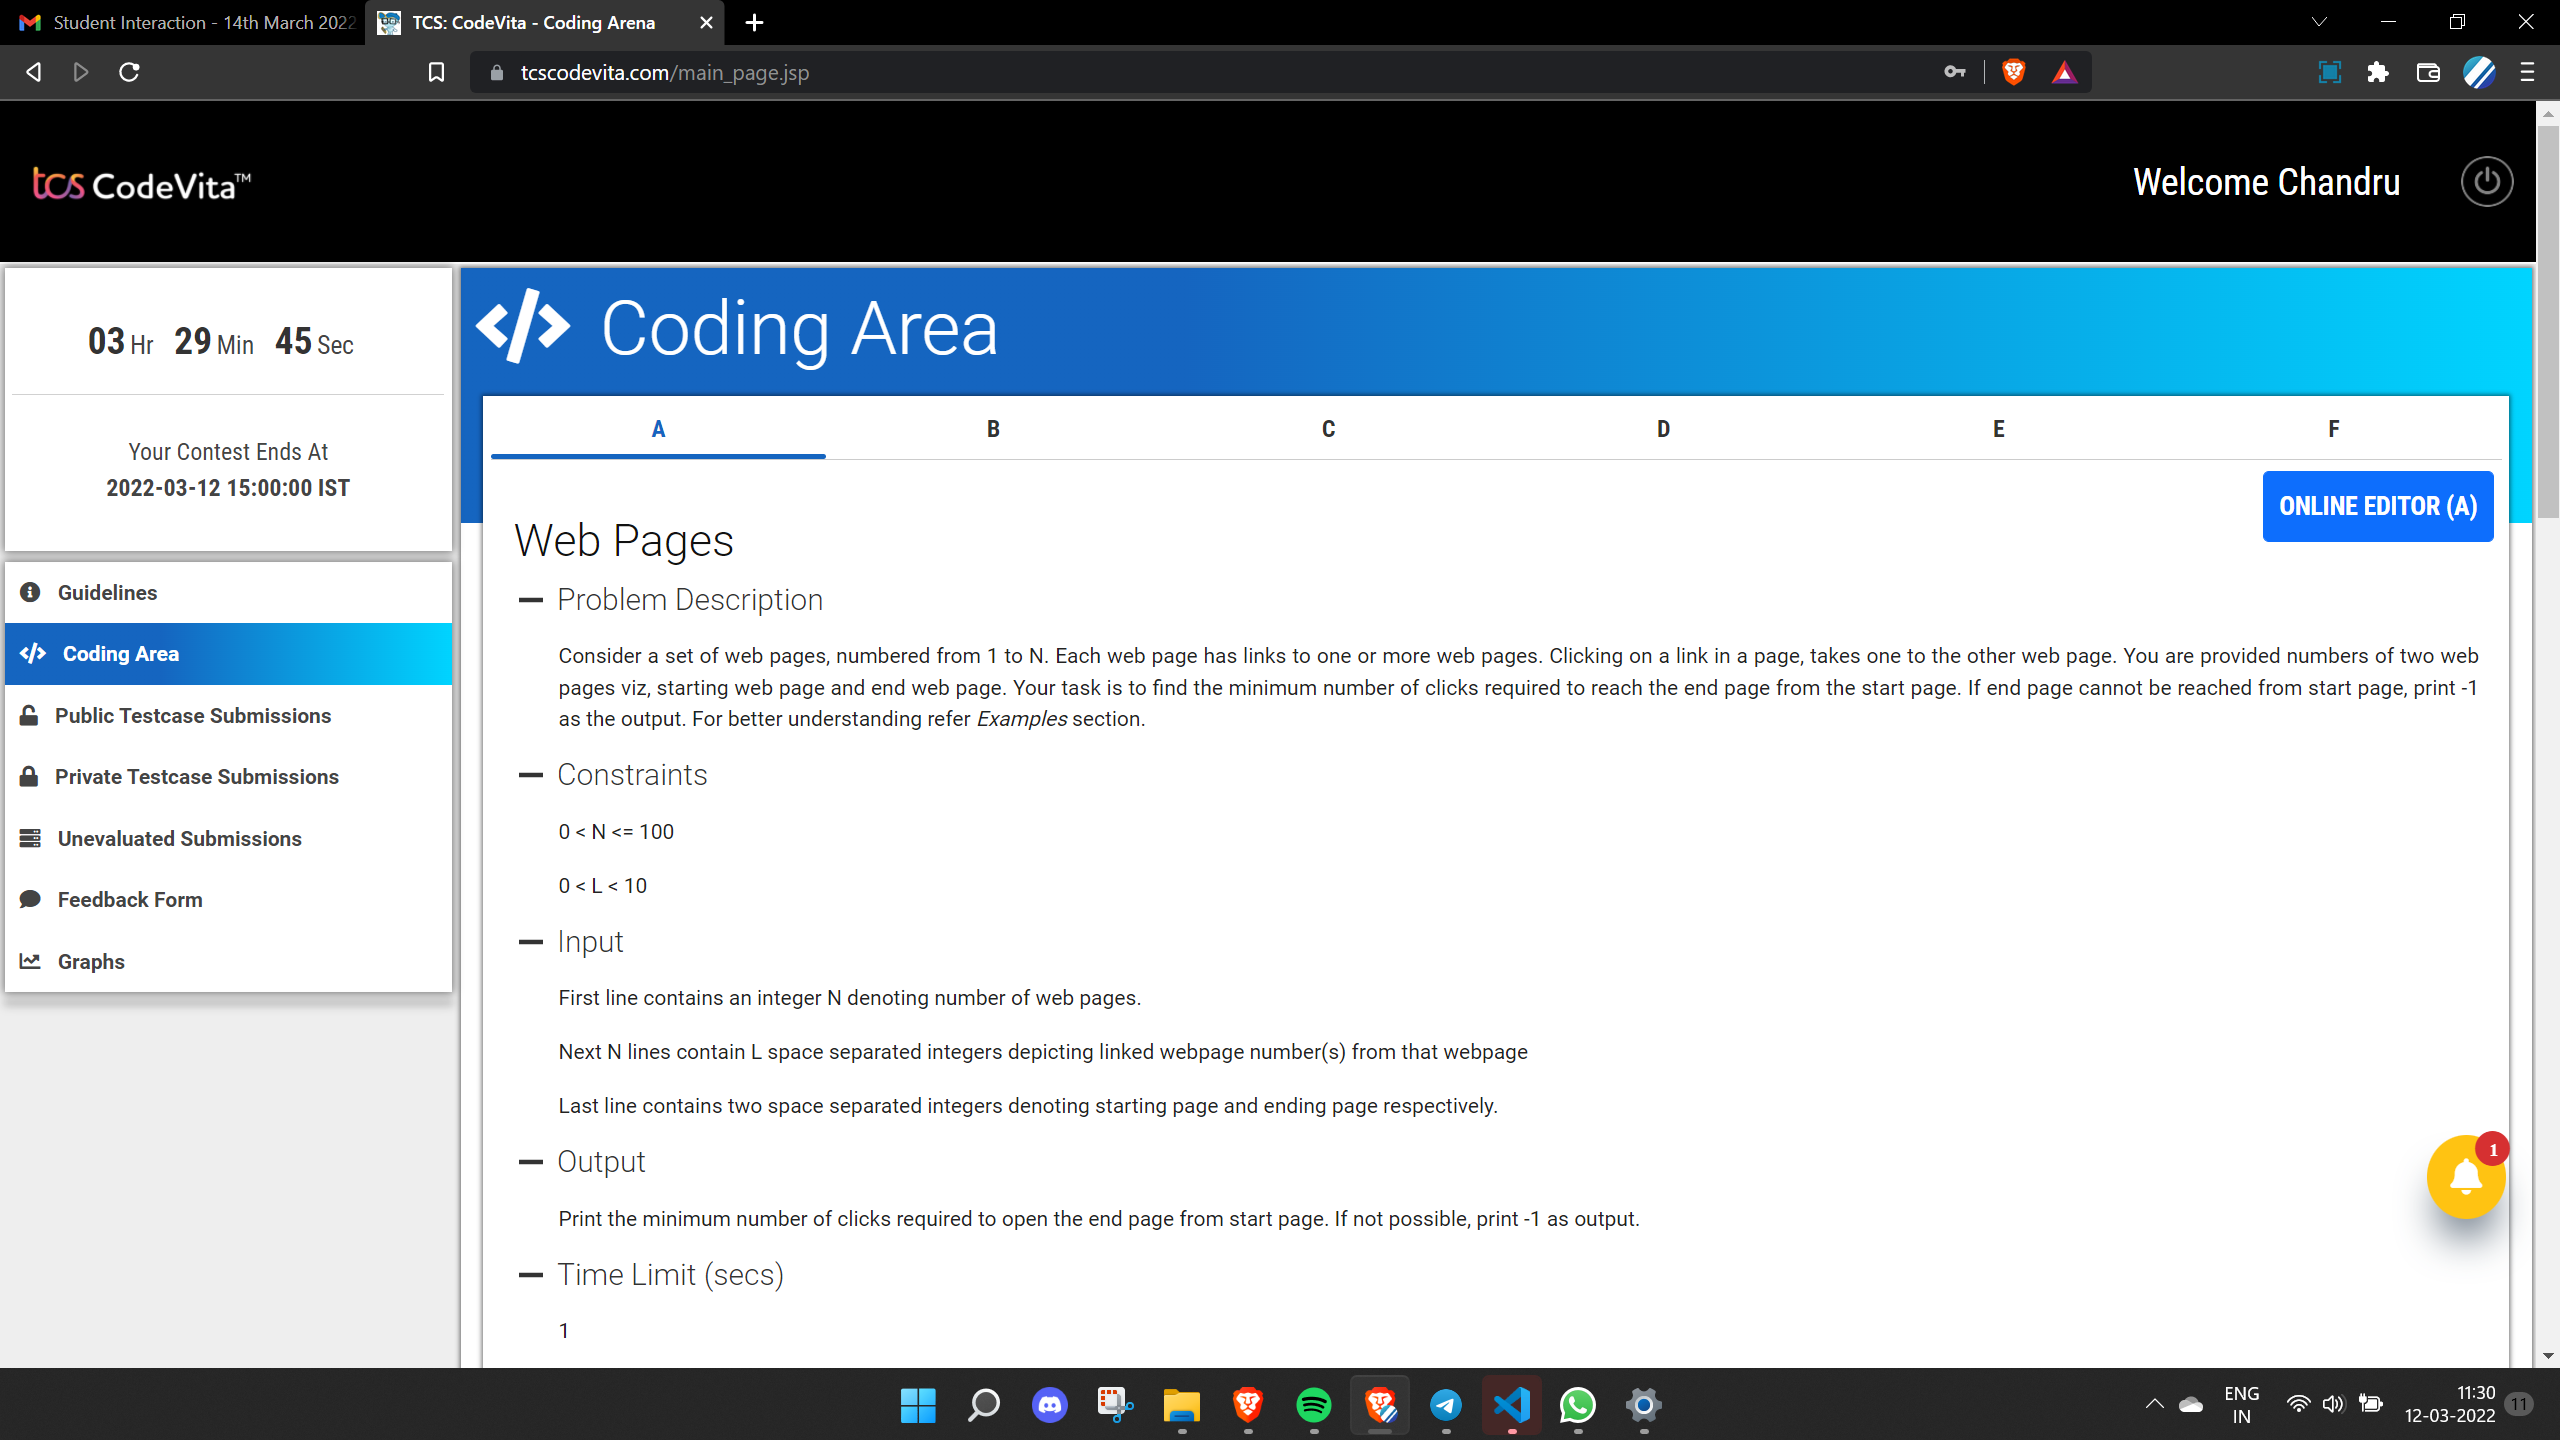 Student Interaction - 14th March 2022
TCS: CodeVita - Coding Arena
tcscodevita.com/main_page.jsp
tcs CodeVita™
Welcome Chandru
03 Hr 29 Min 45 Sec
Your Contest Ends At
2022-03-12 15:00:00 IST
Guidelines
Coding Area
Public Testcase Submissions
Private Testcase Submissions
Unevaluated Submissions
Feedback Form
Graphs
</> Coding Area
A B C D E F
ONLINE EDITOR (A)
Web Pages
Problem Description
Consider a set of web pages, numbered from 1 to N. Each web page has links to one or more web pages. Clicking on a link in a page, takes one to the other web page. You are provided numbers of two web
pages viz, starting web page and end web page. Your task is to find the minimum number of clicks required to reach the end page from the start page. If end page cannot be reached from start page, print -1
as the output. For better understanding refer Examples section.
Constraints
0 < N <= 100
0 < L < 10
Input
First line contains an integer N denoting number of web pages.
Next N lines contain L space separated integers depicting linked webpage number(s) from that webpage
Last line contains two space separated integers denoting starting page and ending page respectively.
Output
Print the minimum number of clicks required to open the end page from start page. If not possible, print -1 as output.
Time Limit (secs)
1
1
ENG
IN
11:30
12-03-2022
11